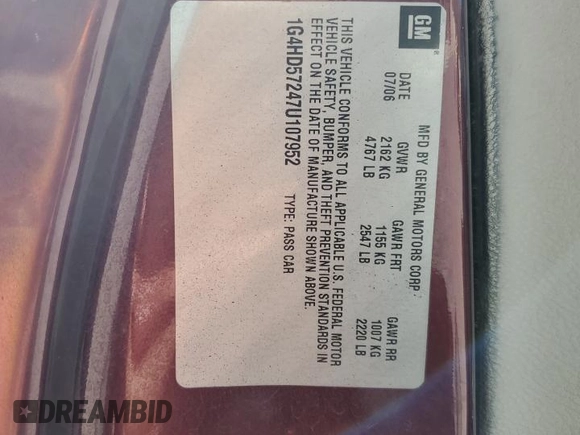 GM
MFD BY GENERAL MOTORS CORP
DATE GVWR GAWR FRT GAWR RR
07/06 2162 KG 1155 KG 1007 KG
4767 LB 2547 LB 2220 LB
THIS VEHICLE CONFORMS TO ALL APPLICABLE U.S. FEDERAL MOTOR
VEHICLE SAFETY, BUMPER, AND THEFT PREVENTION STANDARDS IN
EFFECT ON THE DATE OF MANUFACTURE SHOWN ABOVE.
1G4HD57247U107952 TYPE: PASS CAR
DREAMBID